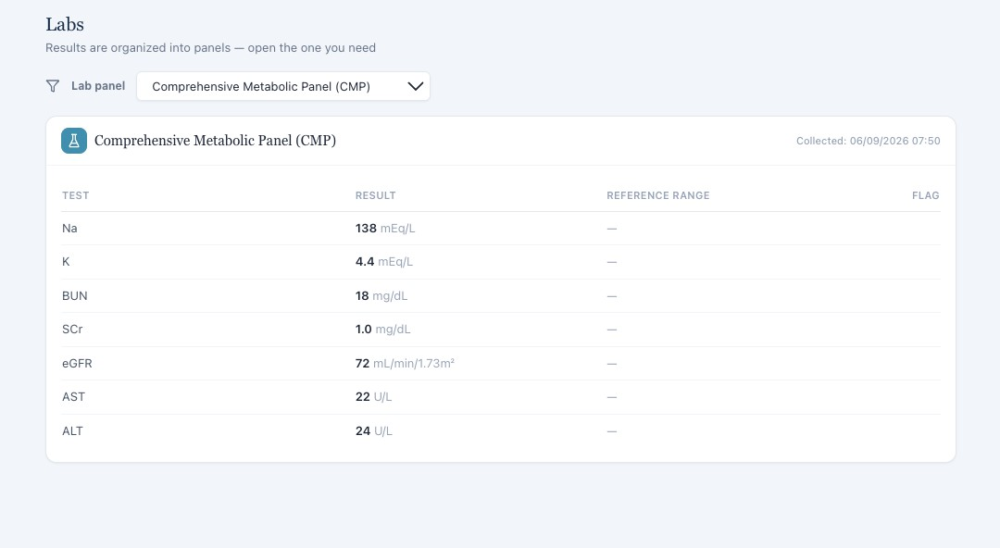 Labs
Results are organized into panels — open the one you need
Lab panel Comprehensive Metabolic Panel (CMP)
Comprehensive Metabolic Panel (CMP) Collected: 06/09/2026 07:50
TEST RESULT REFERENCE RANGE FLAG
Na 138 mEq/L —
K 4.4 mEq/L —
BUN 18 mg/dL —
SCr 1.0 mg/dL —
eGFR 72 mL/min/1.73m² —
AST 22 U/L —
ALT 24 U/L —